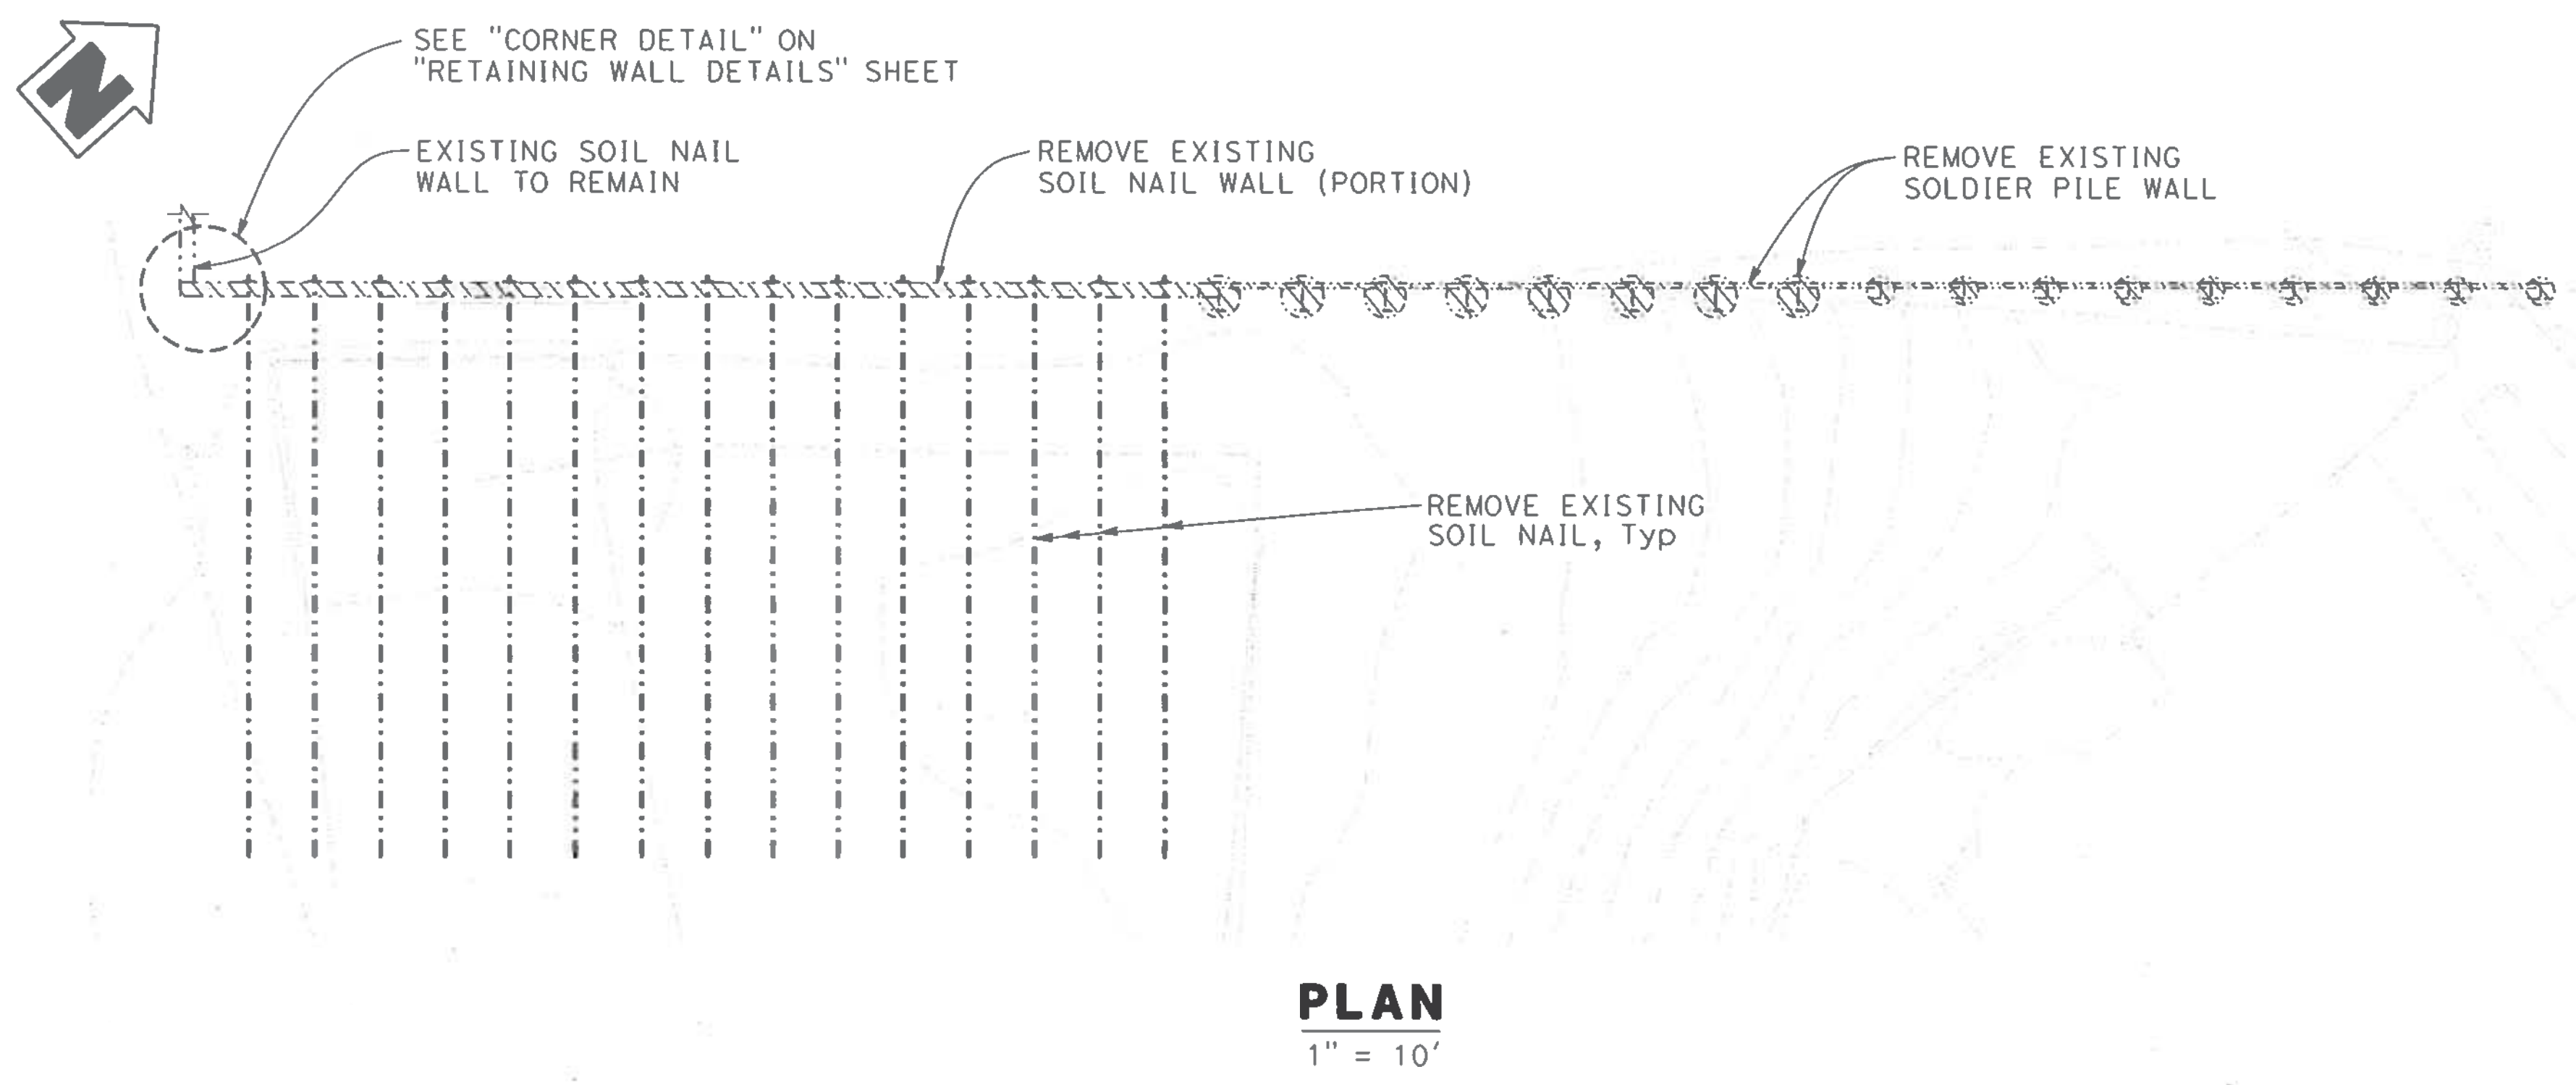 N
SEE "CORNER DETAIL" ON
"RETAINING WALL DETAILS" SHEET
EXISTING SOIL NAIL
WALL TO REMAIN
REMOVE EXISTING
SOIL NAIL WALL (PORTION)
REMOVE EXISTING
SOLDIER PILE WALL
REMOVE EXISTING
SOIL NAIL, Typ
PLAN
1" = 10'